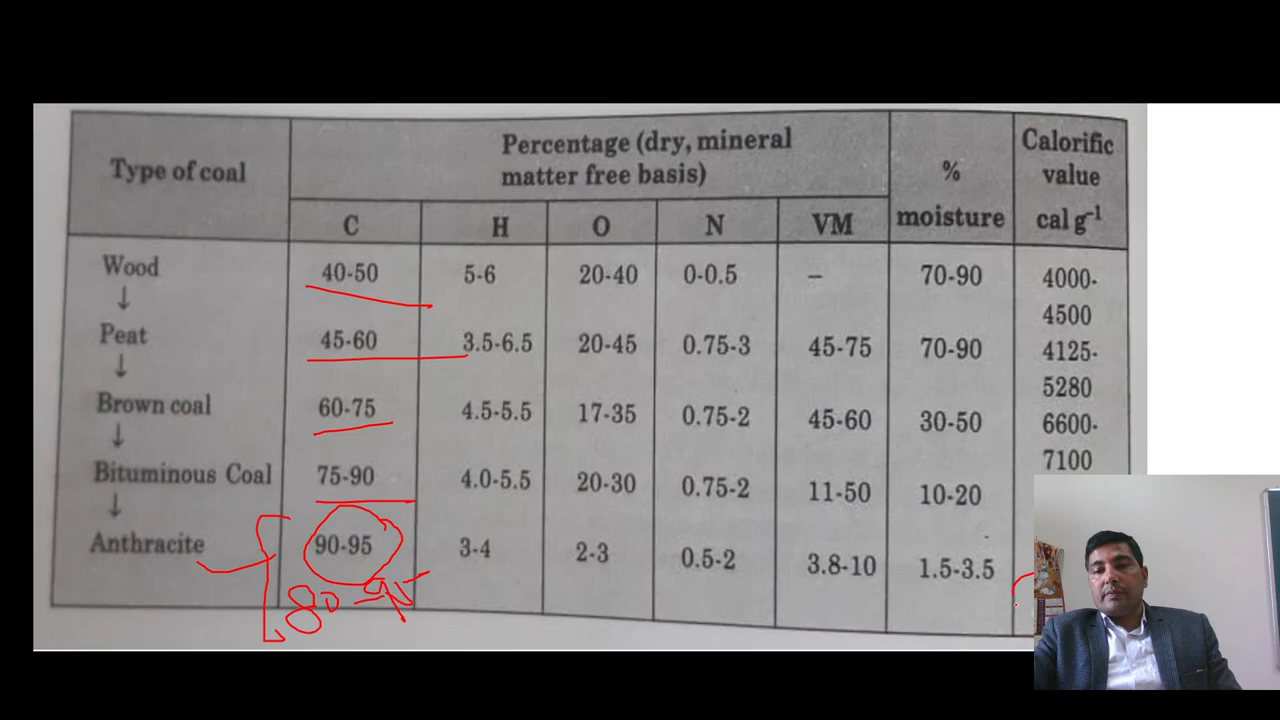 Type of coal
Percentage (dry, mineral
matter free basis)
%
moisture
Calorific
value
cal g⁻¹
C H O N VM
Wood 40-50 5-6 20-40 0-0.5 – 70-90 4000-
↓ 4500
Peat 45-60 3.5-6.5 20-45 0.75-3 45-75 70-90 4125-
↓ 5280
Brown coal 60-75 4.5-5.5 17-35 0.75-2 45-60 30-50 6600-
↓ 7100
Bituminous Coal 75-90 4.0-5.5 20-30 0.75-2 11-50 10-20
↓
Anthracite 90-95 3-4 2-3 0.5-2 3.8-10 1.5-3.5
80-95